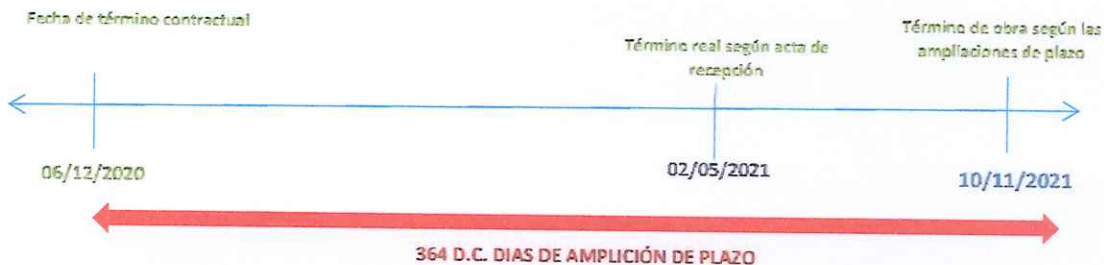 Fecha de término contractual
Término real según acta de
recepción
Término de obra según las
ampliaciones de plazo
06/12/2020
02/05/2021
10/11/2021
364 D.C. DIAS DE AMPLICIÓN DE PLAZO